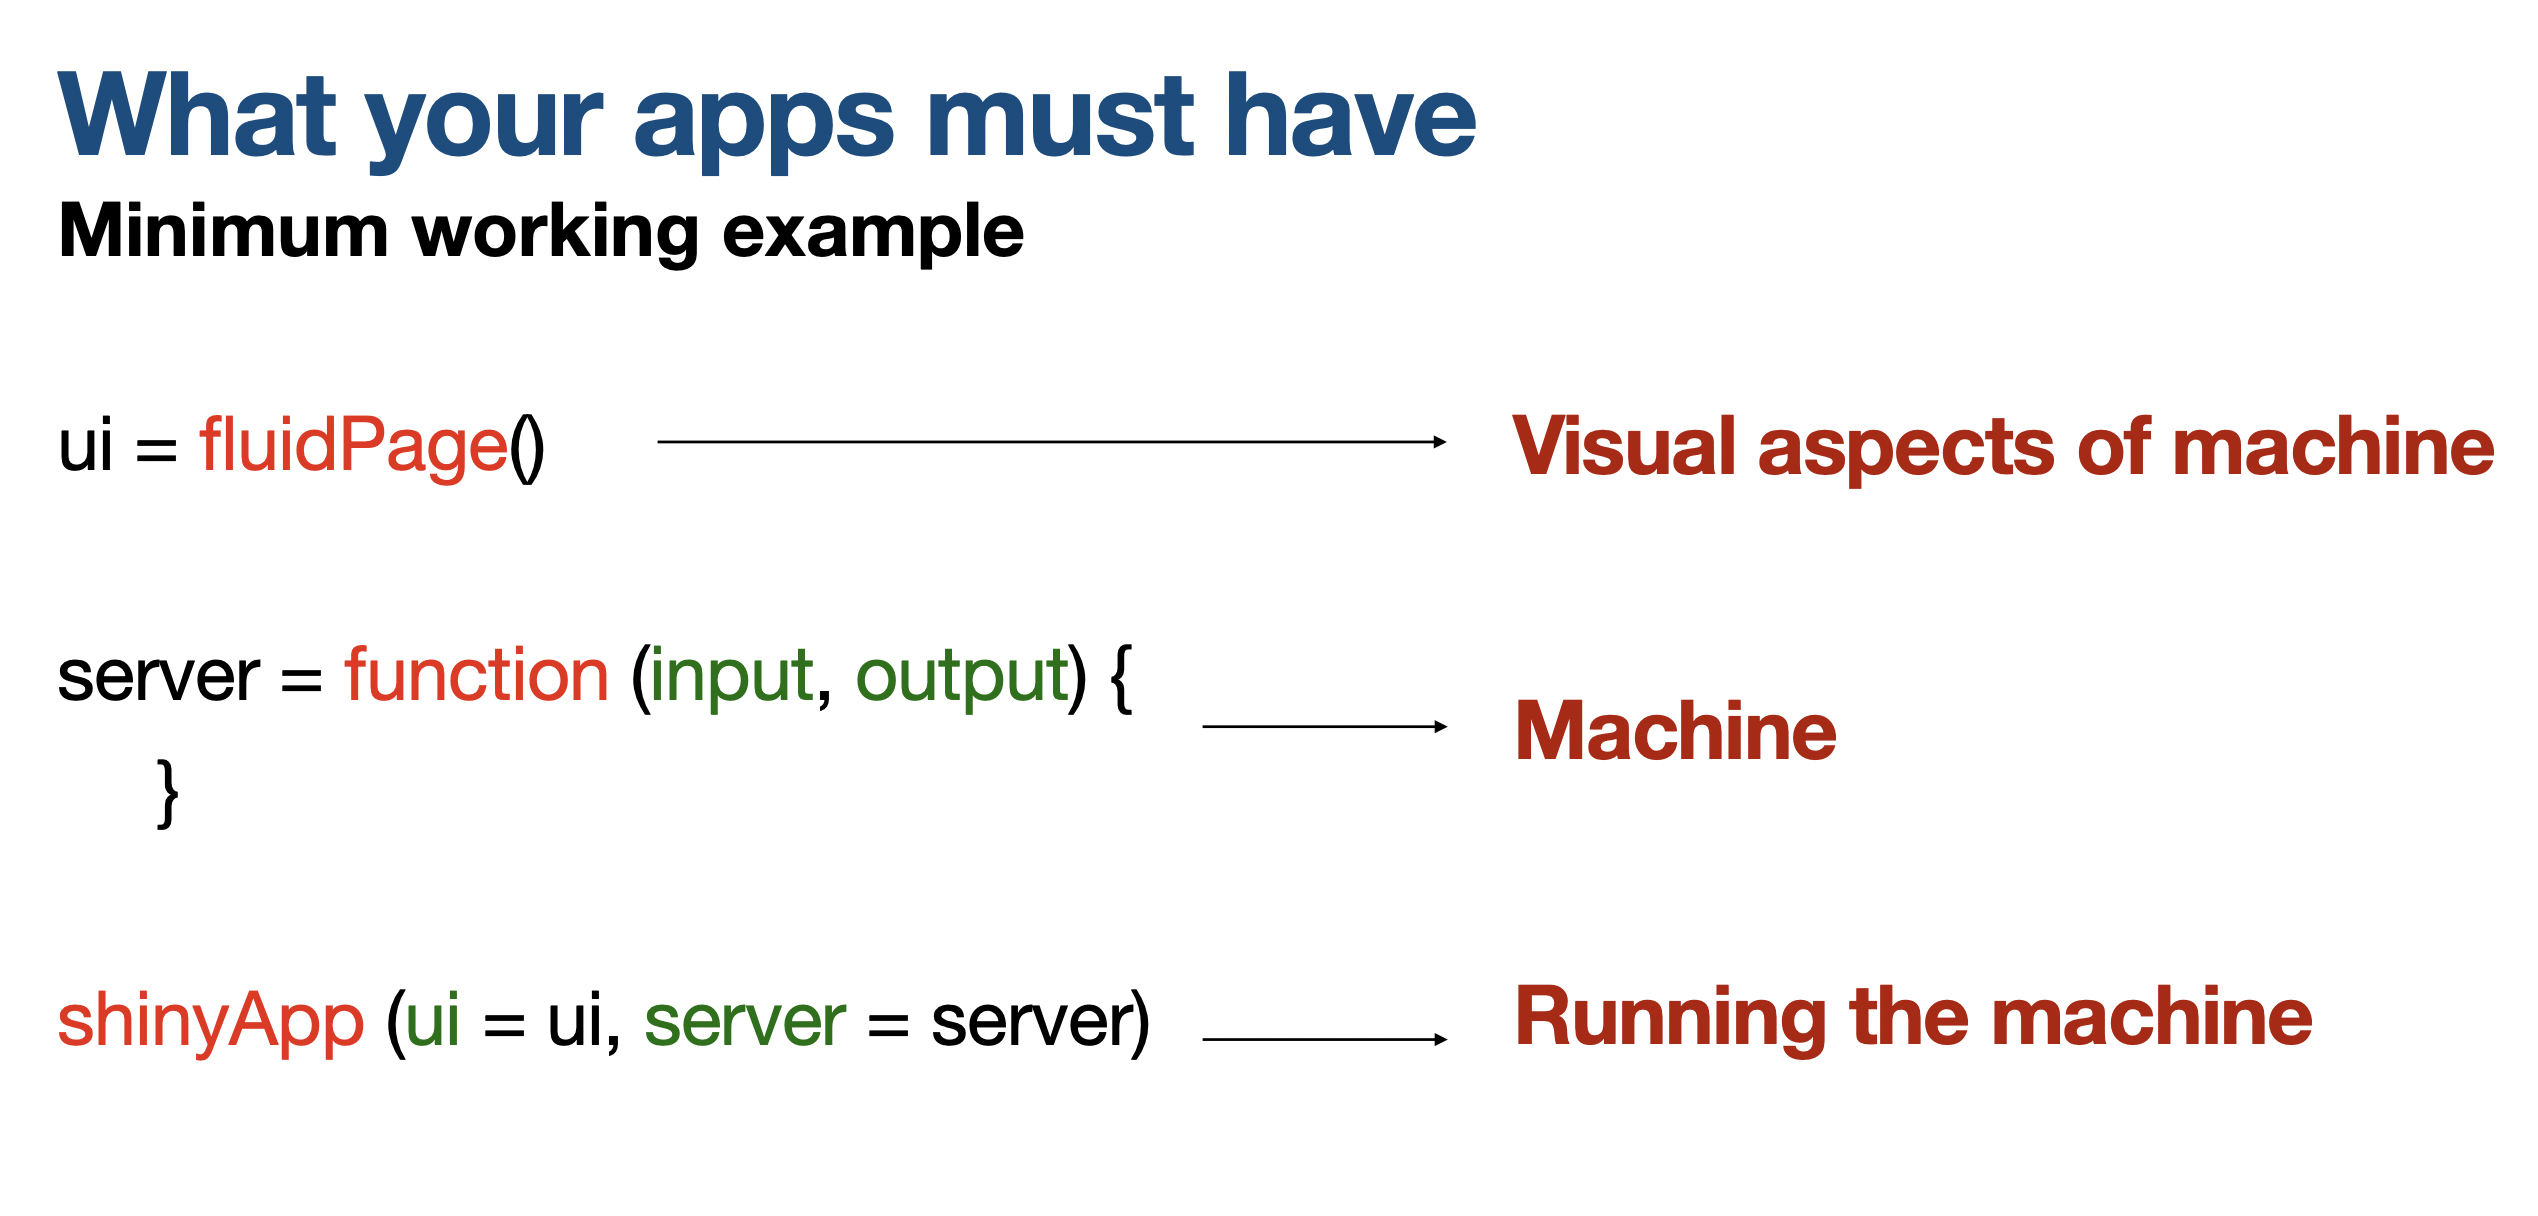 What your apps must have
Minimum working example
ui = fluidPage()
Visual aspects of machine
server = function (input, output) {
}
Machine
shinyApp (ui = ui, server = server)
Running the machine